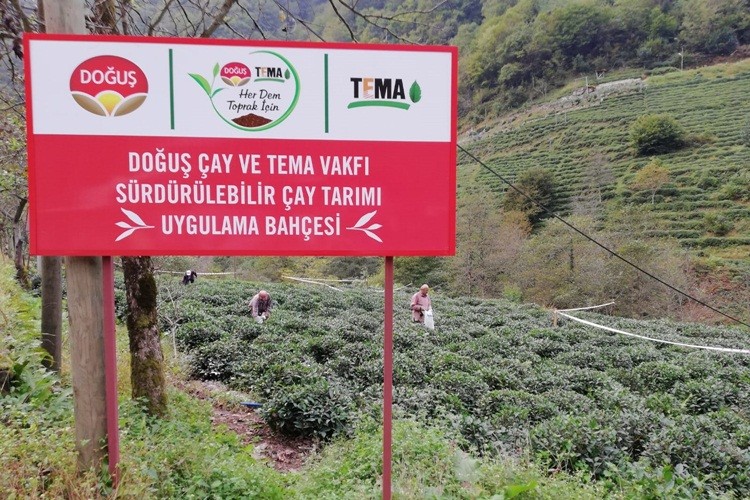 DOĞUŞ
DOĞUŞ TEMA
Her Dem
Toprak İçin
TEMA
DOĞUŞ ÇAY VE TEMA VAKFI
SÜRDÜRÜLEBİLİR ÇAY TARIMI
UYGULAMA BAHÇESİ